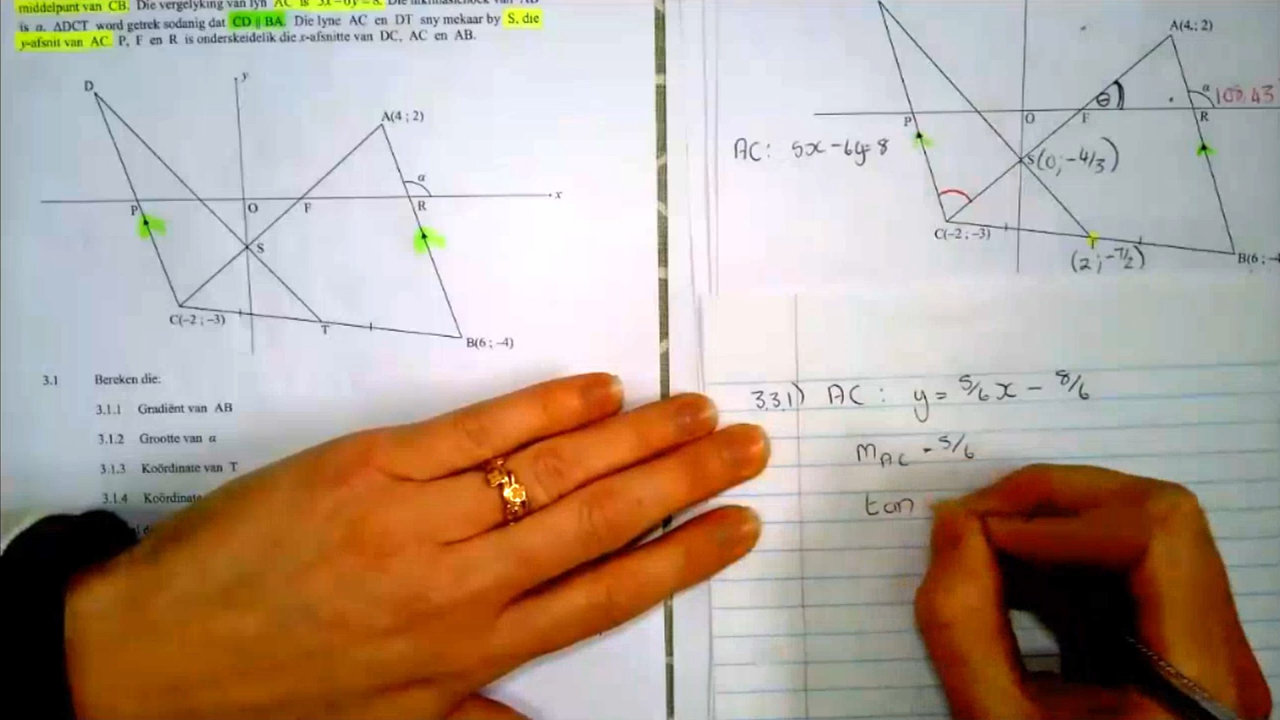 middelpunt van CB. Die vergelyking van lyn AC is 5x − 6y = 8.
is α. ΔDCT word getrek sodanig dat CD || BA. Die lyne AC en DT sny mekaar by S, die
y-afsnit van AC. P, F en R is onderskeidelik die x-afsnitte van DC, AC en AB.
D
y
A(4 ; 2)
α
P
O
F
R
x
S
C(−2 ; −3)
T
B(6 ; −4)
3.1 Bereken die:
3.1.1 Gradiënt van AB
3.1.2 Grootte van α
3.1.3 Koördinate van T
3.1.4 Koördinate
A(4 ; 2)
θ
α 108,43
P
O
F
R
AC: 5x − 6y = 8
S(0; −4/3)
C(−2 ; −3)
T
(2; −7/2)
B(6 ; −4
3.3.1) AC : y = 5/6 x − 8/6
m AC = 5/6
tan